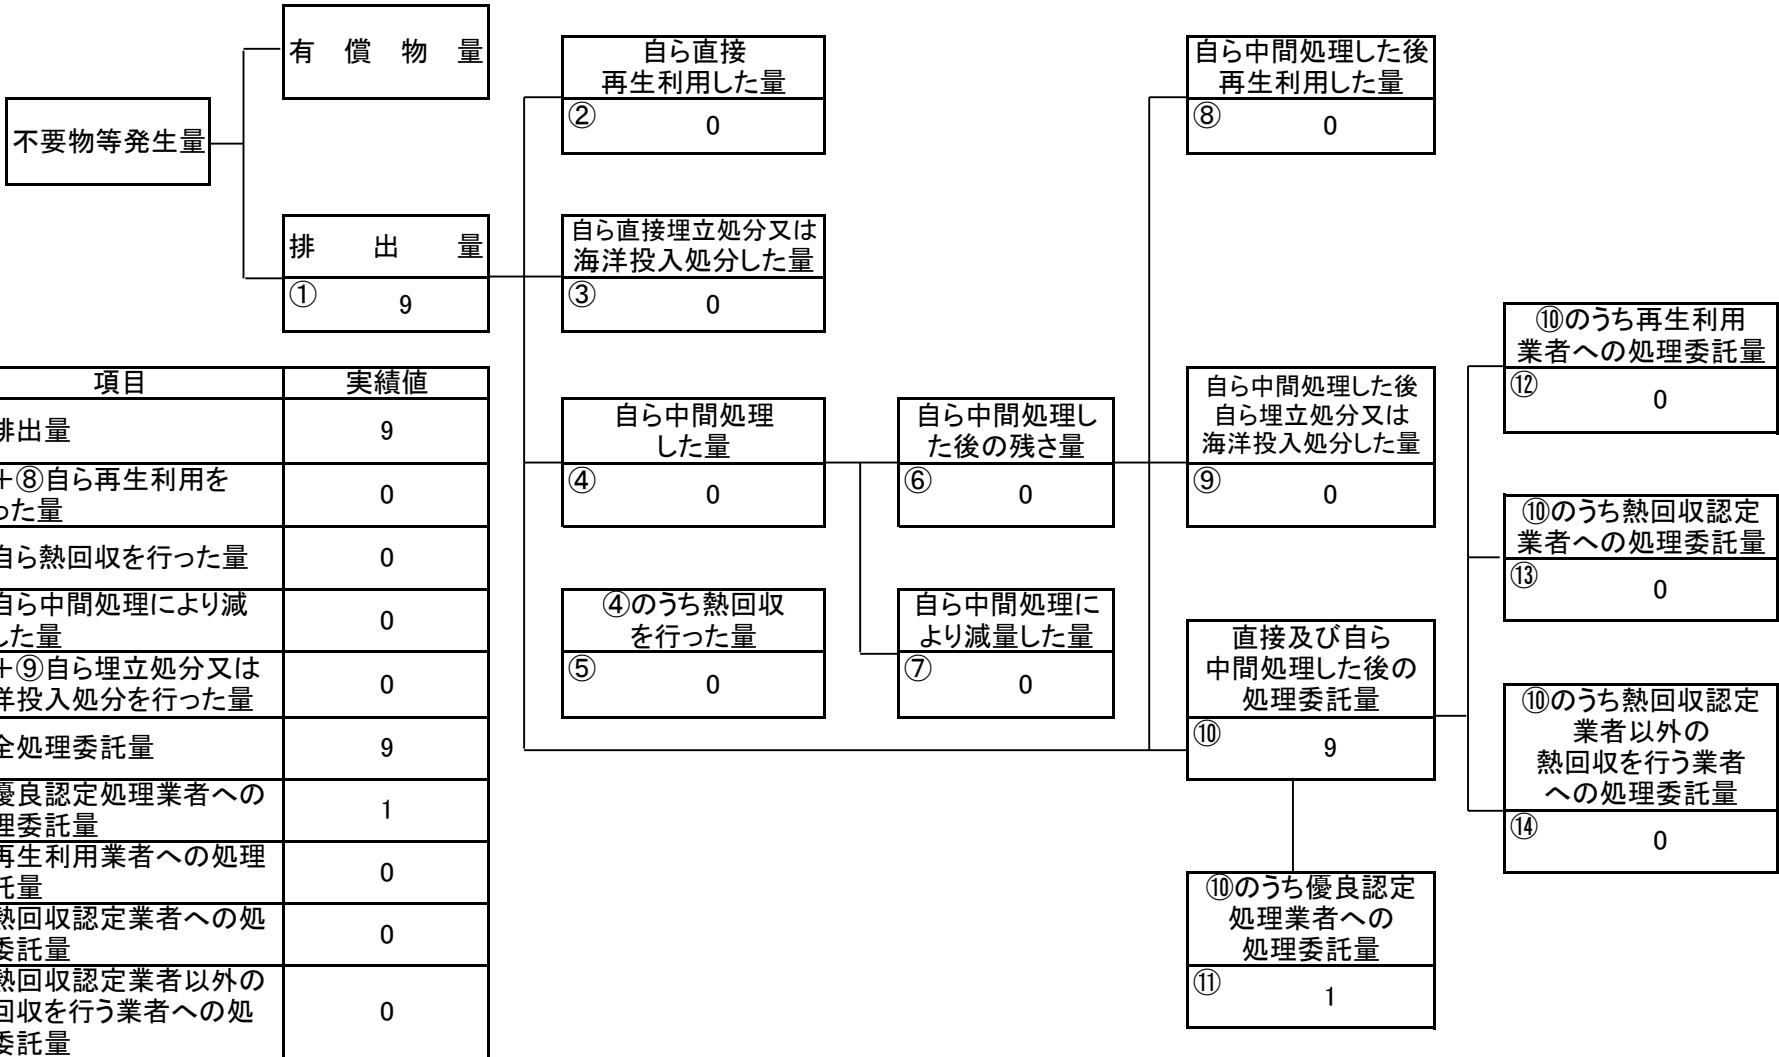 有償物量
不要物等発生量
排出量
① 9
自ら直接
再生利用した量
② 0
自ら直接埋立処分又は
海洋投入処分した量
③ 0
自ら中間処理
した量
④ 0
④のうち熱回収
を行った量
⑤ 0
自ら中間処理し
た後の残さ量
⑥ 0
自ら中間処理に
より減量した量
⑦ 0
自ら中間処理した後
再生利用した量
⑧ 0
自ら中間処理した後
自ら埋立処分又は
海洋投入処分した量
⑨ 0
直接及び自ら
中間処理した後の
処理委託量
⑩ 9
⑩のうち優良認定
処理業者への
処理委託量
⑪ 1
⑩のうち再生利用
業者への処理委託量
⑫ 0
⑩のうち熱回収認定
業者への処理委託量
⑬ 0
⑩のうち熱回収認定
業者以外の
熱回収を行う業者
への処理委託量
⑭ 0
項目 実績値
排出量 9
+⑧自ら再生利用を
った量 0
自ら熱回収を行った量 0
自ら中間処理により減
した量 0
+⑨自ら埋立処分又は
洋投入処分を行った量 0
全処理委託量 9
優良認定処理業者への
理委託量 1
再生利用業者への処理
託量 0
熱回収認定業者への処
委託量 0
熱回収認定業者以外の
回収を行う業者への処
委託量 0